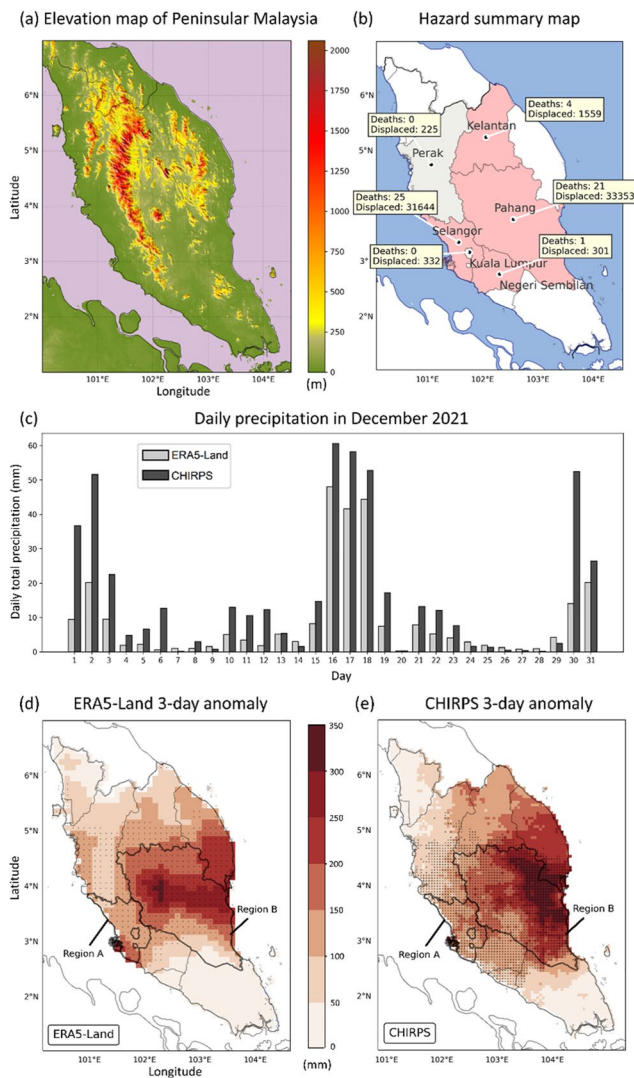 (a) Elevation map of Peninsular Malaysia
6°N
5°N
4°N
3°N
2°N
Latitude
101°E
102°E
103°E
104°E
Longitude
2000
1750
1500
1250
1000
750
500
250
0
(m)
(b) Hazard summary map
Deaths: 0
Displaced: 225
Deaths: 4
Displaced: 1559
Kelantan
Perak
Deaths: 25
Displaced: 31644
Deaths: 21
Displaced: 33353
Pahang
Selangor
Deaths: 0
Displaced: 332
Deaths: 1
Displaced: 301
Kuala Lumpur
Negeri Sembilan
6°N
5°N
4°N
3°N
2°N
101°E
102°E
103°E
104°E
(c) Daily precipitation in December 2021
ERA5-Land
CHIRPS
Daily total precipitation (mm)
60
50
40
30
20
10
0
1 2 3 4 5 6 7 8 9 10 11 12 13 14 15 16 17 18 19 20 21 22 23 24 25 26 27 28 29 30 31
Day
(d) ERA5-Land 3-day anomaly
6°N
5°N
4°N
3°N
2°N
Latitude
Region A
Region B
ERA5-Land
101°E
102°E
103°E
104°E
Longitude
350
300
250
200
150
100
50
0
(mm)
(e) CHIRPS 3-day anomaly
6°N
5°N
4°N
3°N
2°N
Region A
Region B
CHIRPS
101°E
102°E
103°E
104°E